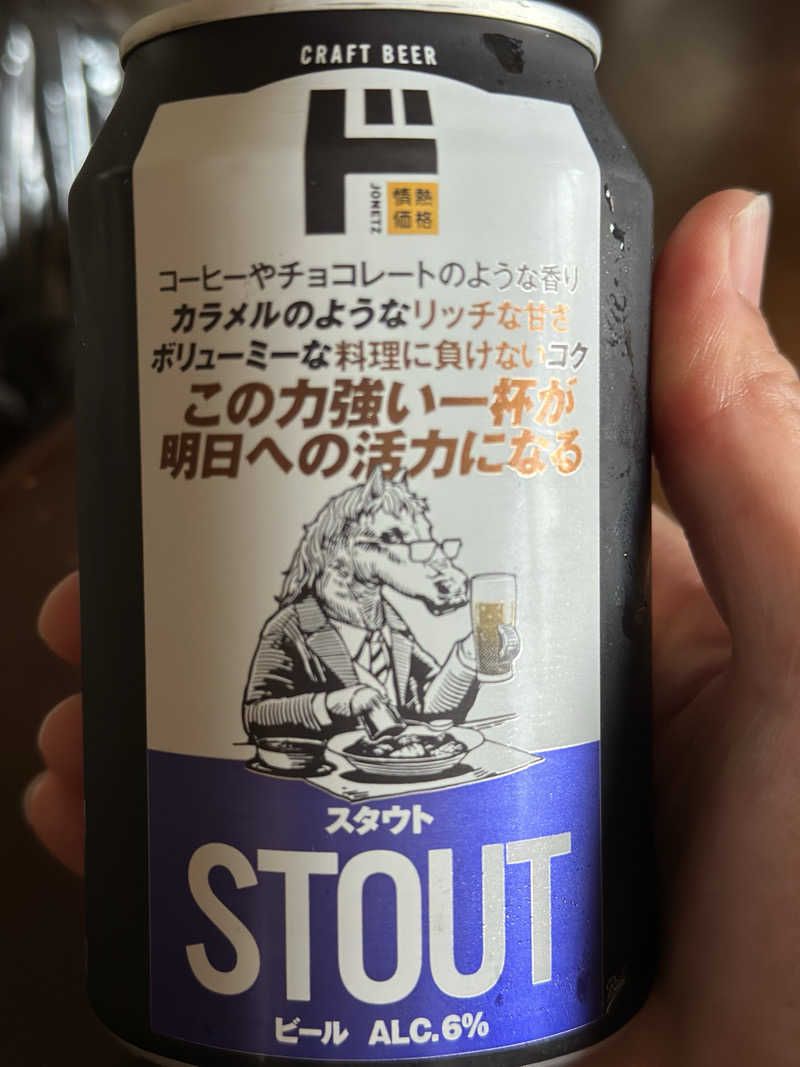 CRAFT BEER
ド
JONETZ
情熱
価格
コーヒーやチョコレートのような香り
カラメルのようなリッチな甘さ
ボリューミーな料理に負けないコク
この力強い一杯が
明日への活力になる
スタウト
STOUT
ビール ALC.6%